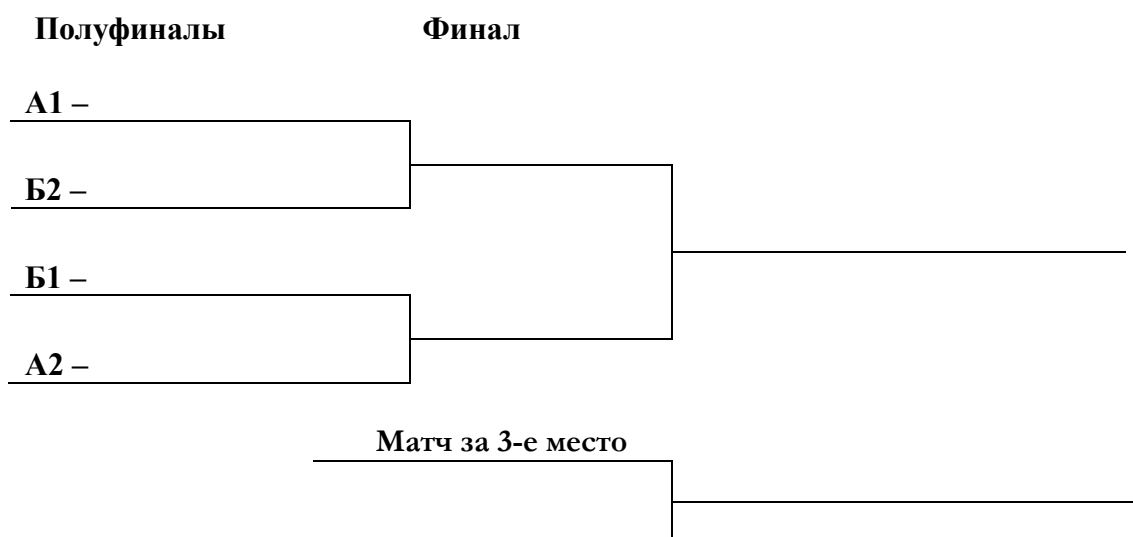 Полуфиналы Финал
А1 –
Б2 –
Б1 –
А2 –
Матч за 3-е место